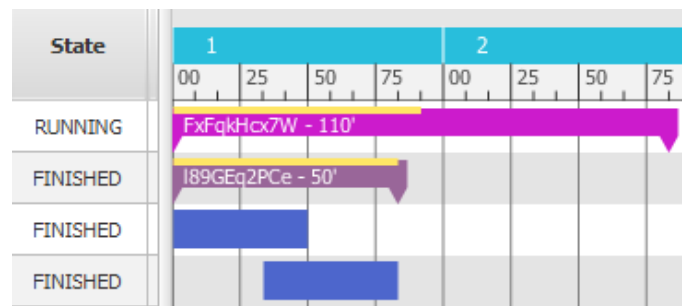 State
1 2
00 25 50 75 00 25 50 75
RUNNING FxFqkHcx7W - 110'
FINISHED I89GEq2PCe - 50'
FINISHED
FINISHED